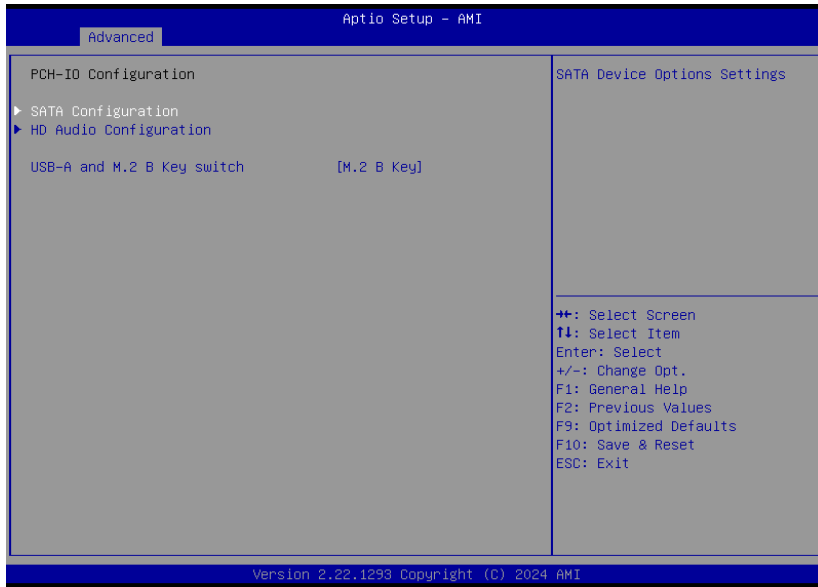 Aptio Setup - AMI
Advanced
PCH-IO Configuration
SATA Configuration
HD Audio Configuration
USB-A and M.2 B Key switch [M.2 B Key]
SATA Device Options Settings
→←: Select Screen
↑↓: Select Item
Enter: Select
+/-: Change Opt.
F1: General Help
F2: Previous Values
F9: Optimized Defaults
F10: Save & Reset
ESC: Exit
Version 2.22.1293 Copyright (C) 2024 AMI